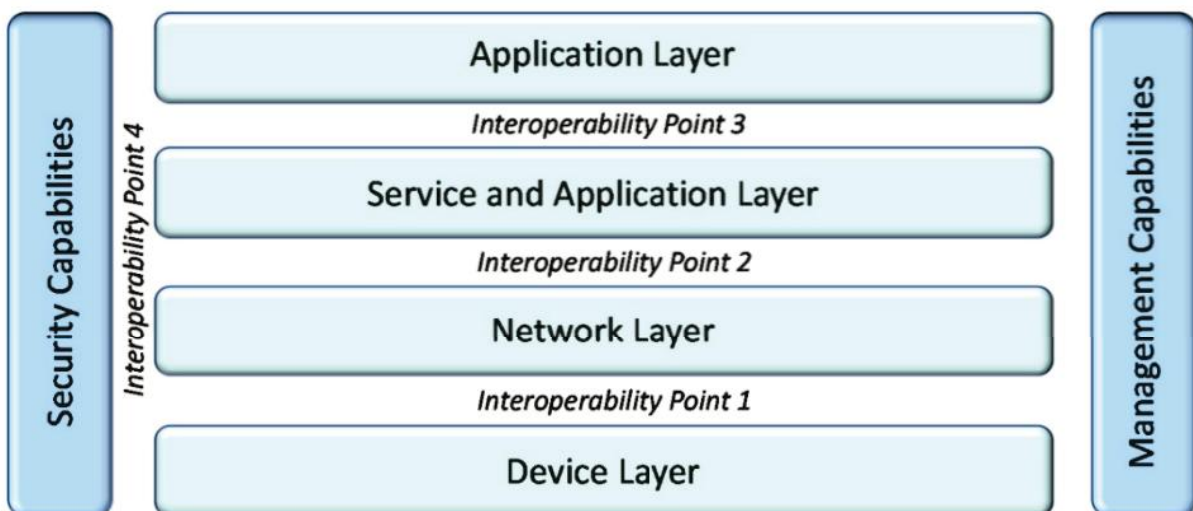 Security Capabilities
Interoperability Point 4
Application Layer
Interoperability Point 3
Service and Application Layer
Interoperability Point 2
Network Layer
Interoperability Point 1
Device Layer
Management Capabilities